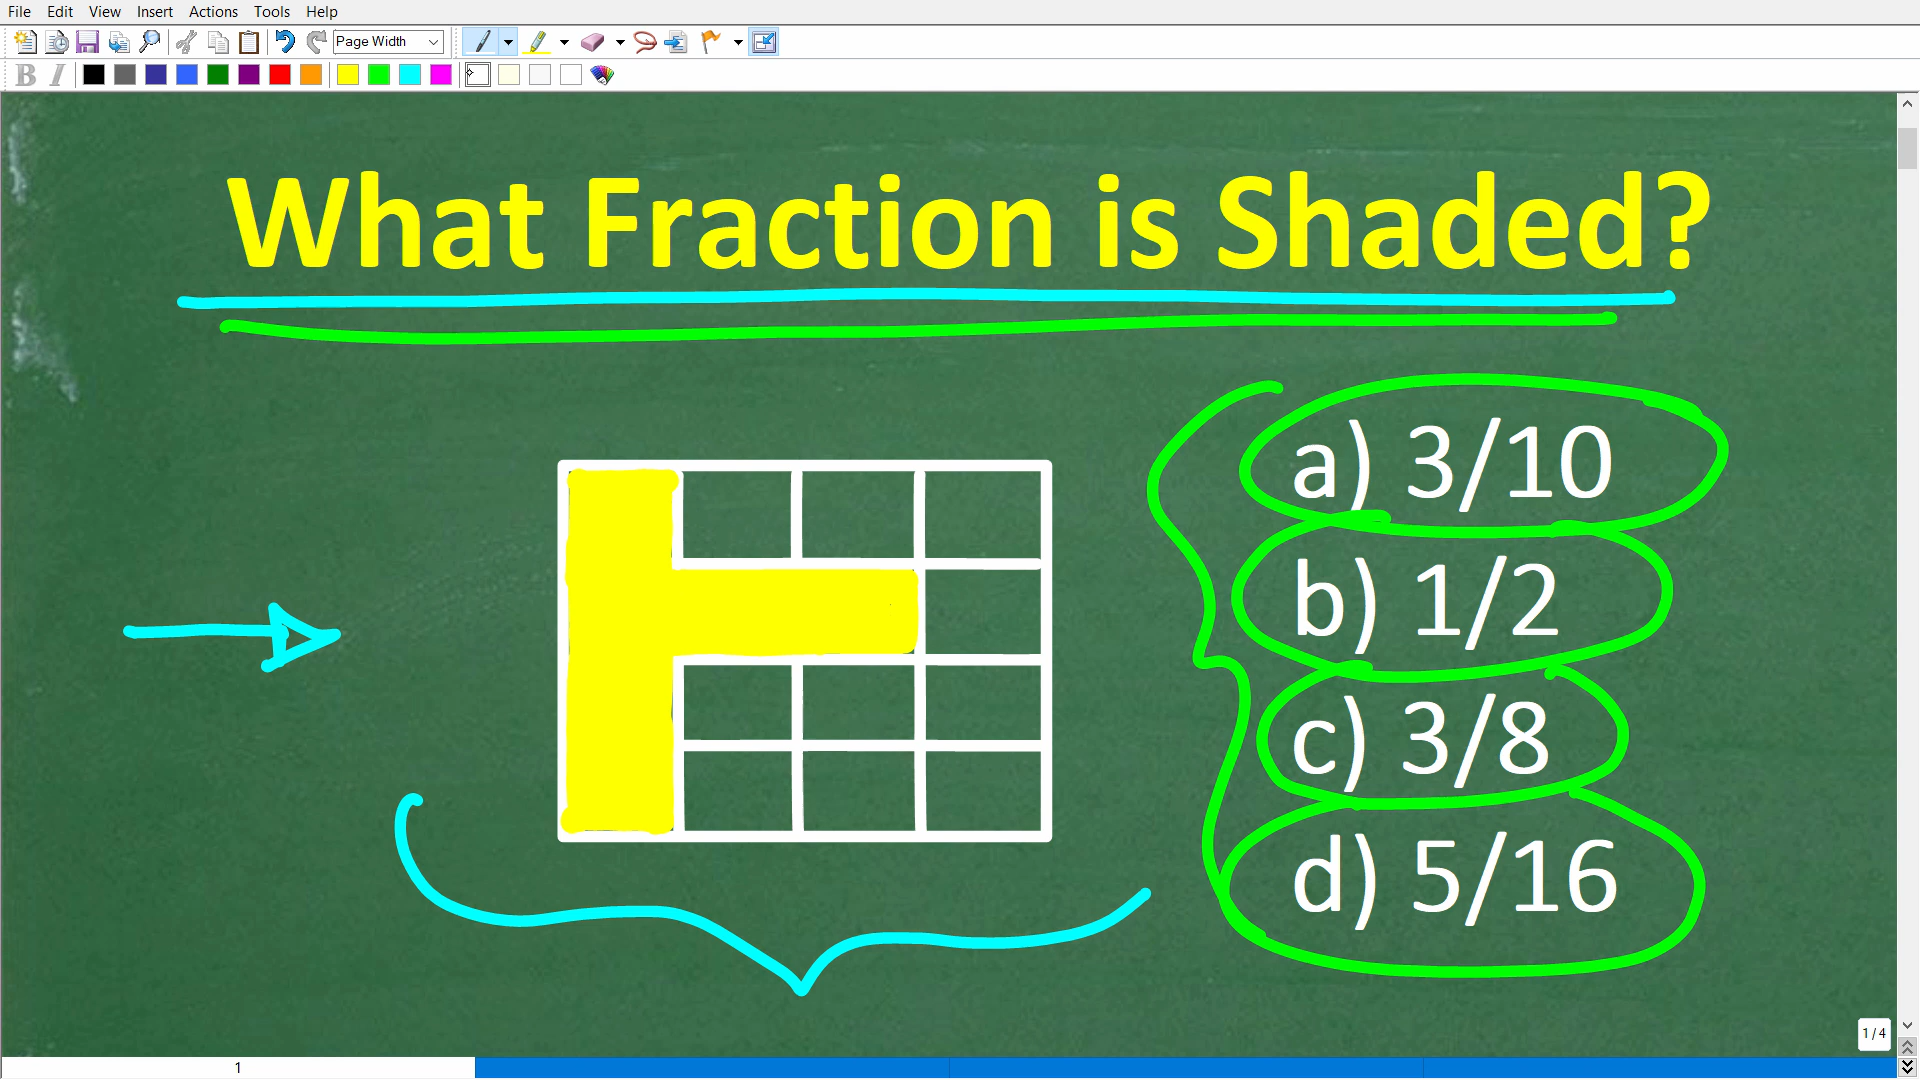 File Edit View Insert Actions Tools Help
Page Width
B I
What Fraction is Shaded?
a) 3/10
b) 1/2
c) 3/8
d) 5/16
1 / 4
1